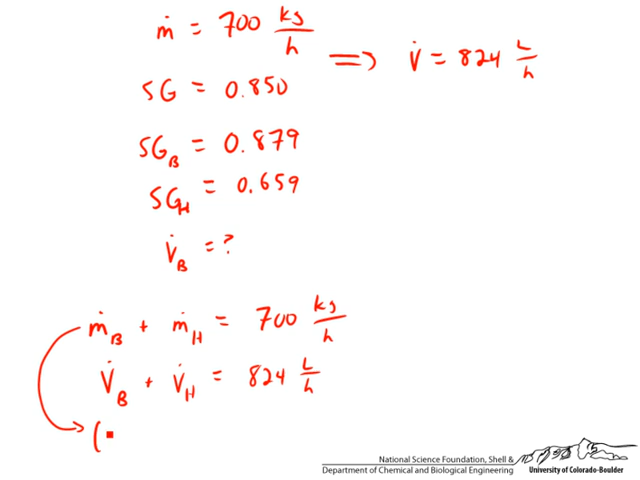 ṁ = 700 kg/h
⇒ V̇ = 824 L/h
SG = 0.850
SG_B = 0.879
SG_H = 0.659
V̇_B = ?
ṁ_B + ṁ_H = 700 kg/h
V̇_B + V̇_H = 824 L/h
(
National Science Foundation, Shell &
Department of Chemical and Biological Engineering
University of Colorado-Boulder